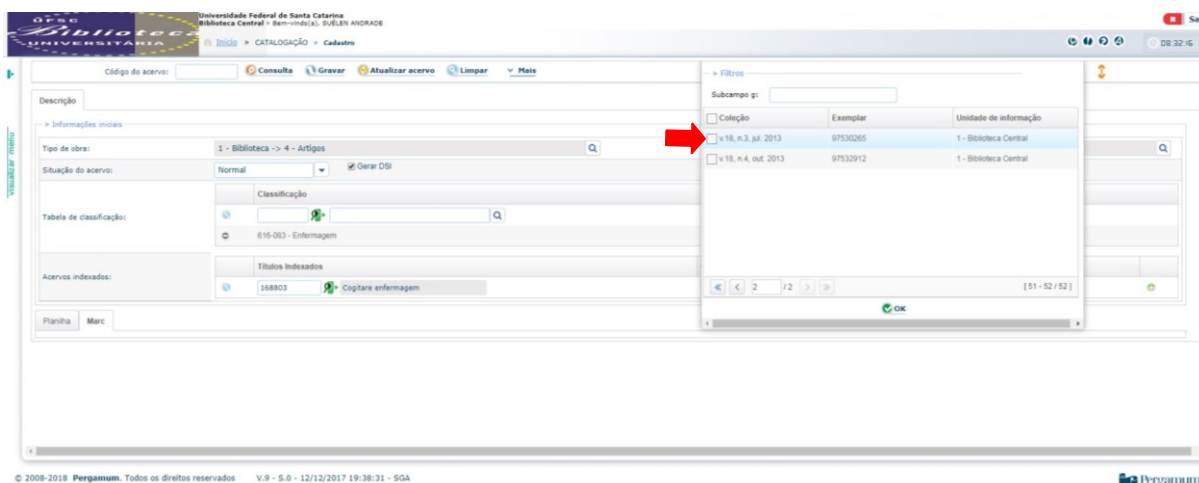 UFSC
Biblioteca
UNIVERSITÁRIA
Universidade Federal de Santa Catarina
Biblioteca Central > Bem-vindo(a), SUÉLEN ANDRADE
Início > CATALOGAÇÃO > Cadastro
08:32:15
Código do acervo:
Consulta Gravar Atualizar acervo Limpar Mais
Descrição
» Informações iniciais
Tipo de obra: 1 - Biblioteca -> 4 - Artigos
Situação do acervo: Normal Gerar DSI
Classificação
Tabela de classificação:
616-083 - Enfermagem
Títulos Indexados
Acervos indexados:
168803 Cogitare enfermagem
Planilha Marc
visualizar menu
» Filtros
Subcampo g:
Coleção Exemplar Unidade de informação
v.18, n.3, jul. 2013 97530265 1 - Biblioteca Central
v.18, n.4, out. 2013 97532912 1 - Biblioteca Central
2 / 2 [ 51 - 52 / 52 ]
OK
© 2008-2018 Pergamum. Todos os direitos reservados V.9 - S.0 - 12/12/2017 19:38:31 - SGA
Pergamum